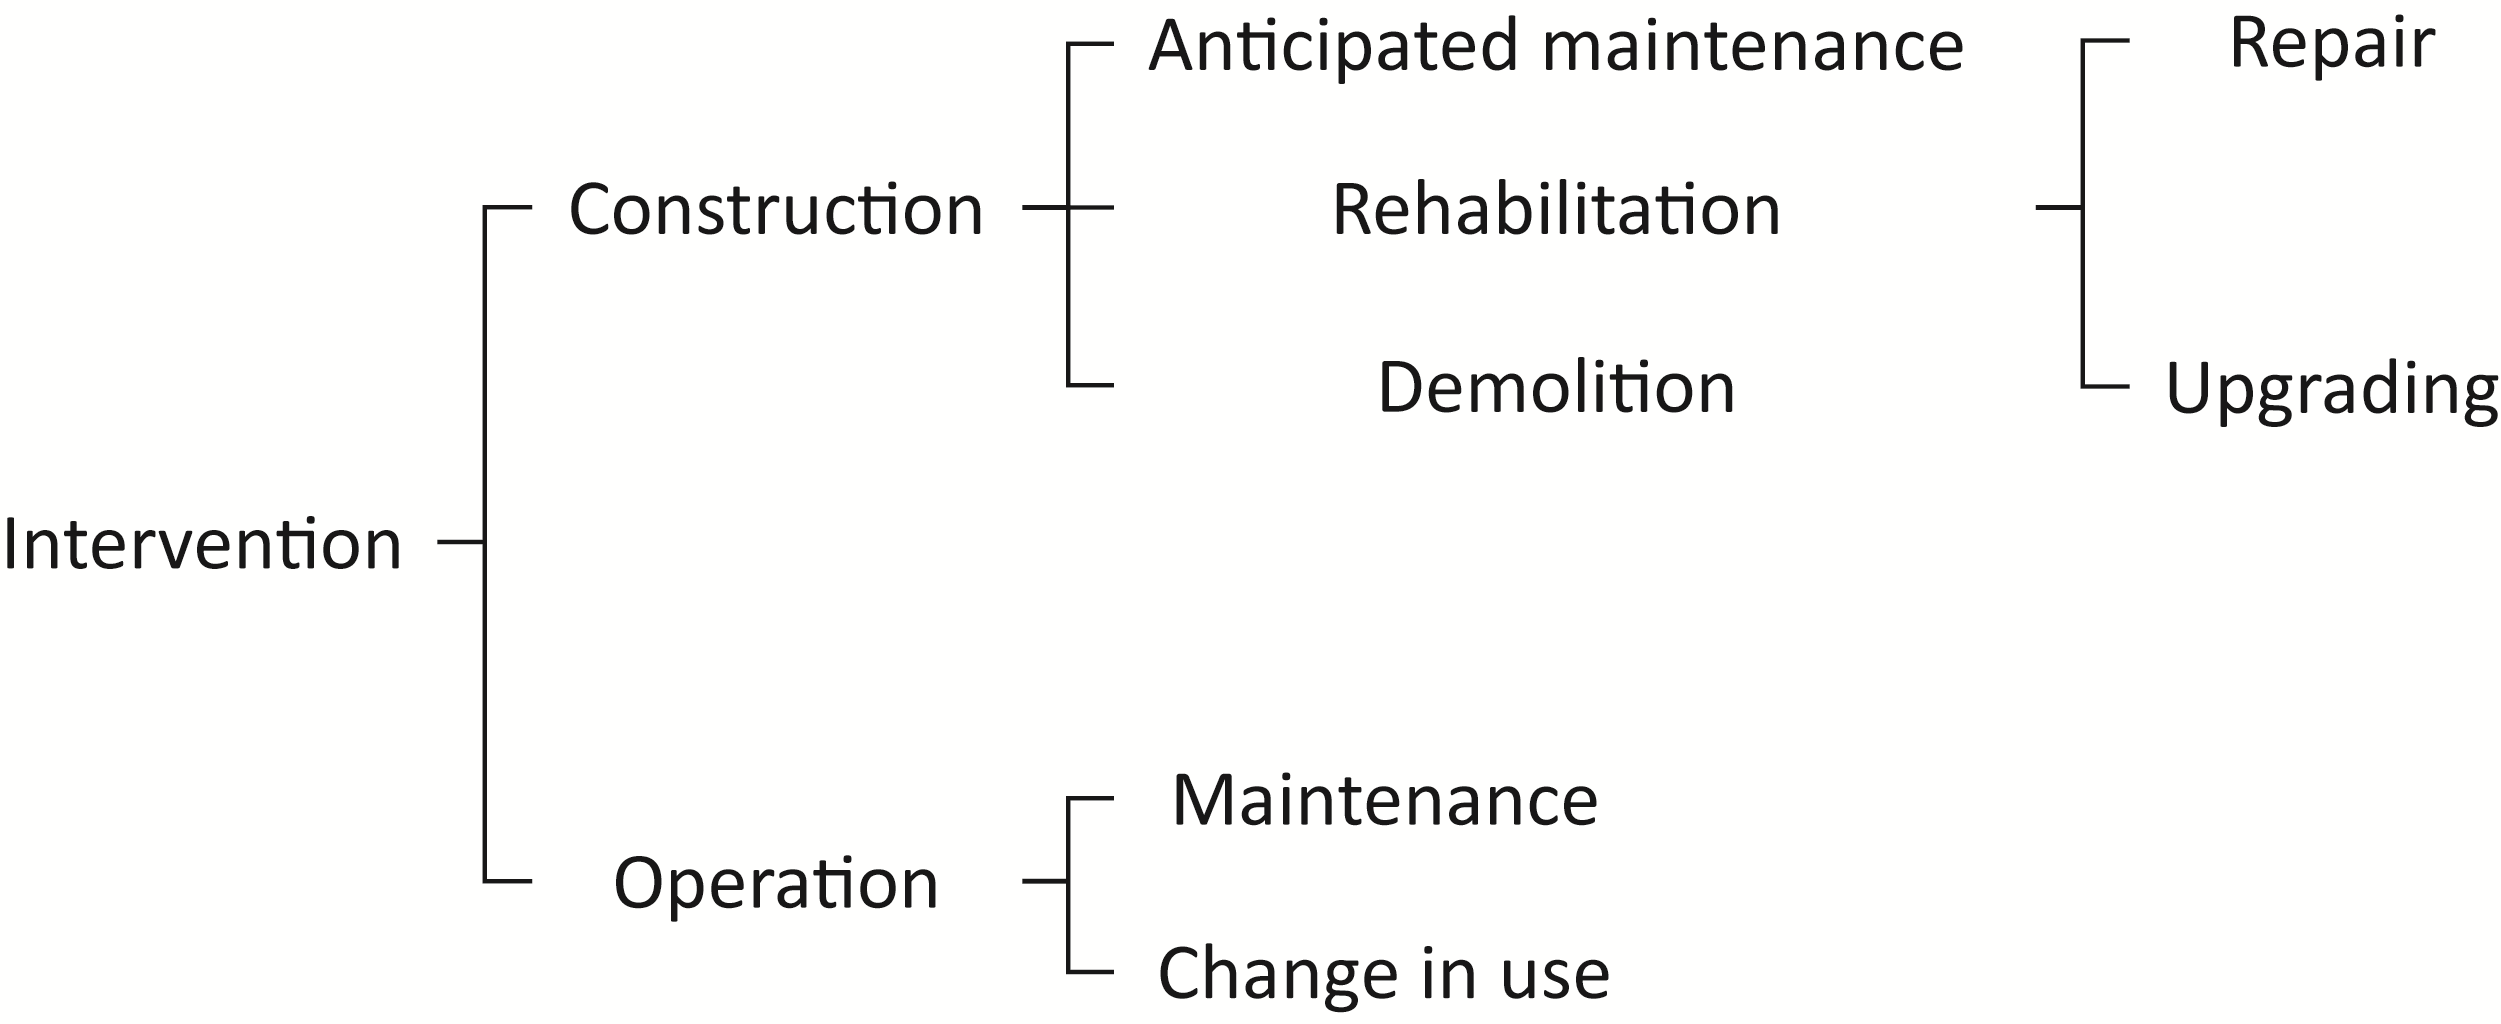 Anticipated maintenance
Repair
Construction
Rehabilitation
Demolition
Upgrading
Intervention
Maintenance
Operation
Change in use